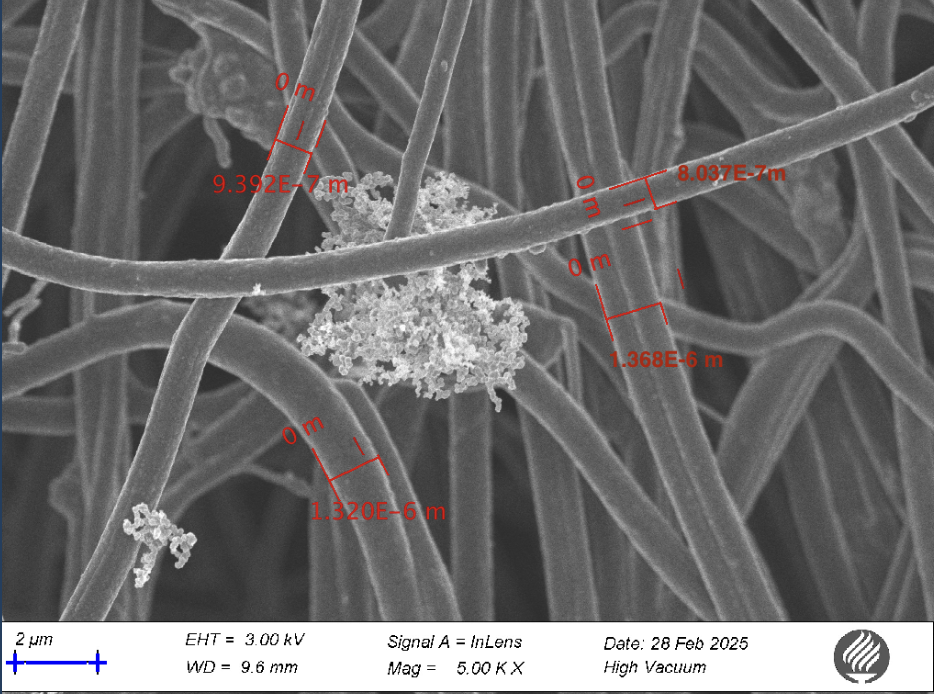 0 m
9.392E-7 m
8.037E-7m
0 m
0 m
1.368E-6 m
0 m
1.320E-6 m
2 µm
EHT = 3.00 kV
Signal A = InLens
Date: 28 Feb 2025
WD = 9.6 mm
Mag = 5.00 K X
High Vacuum